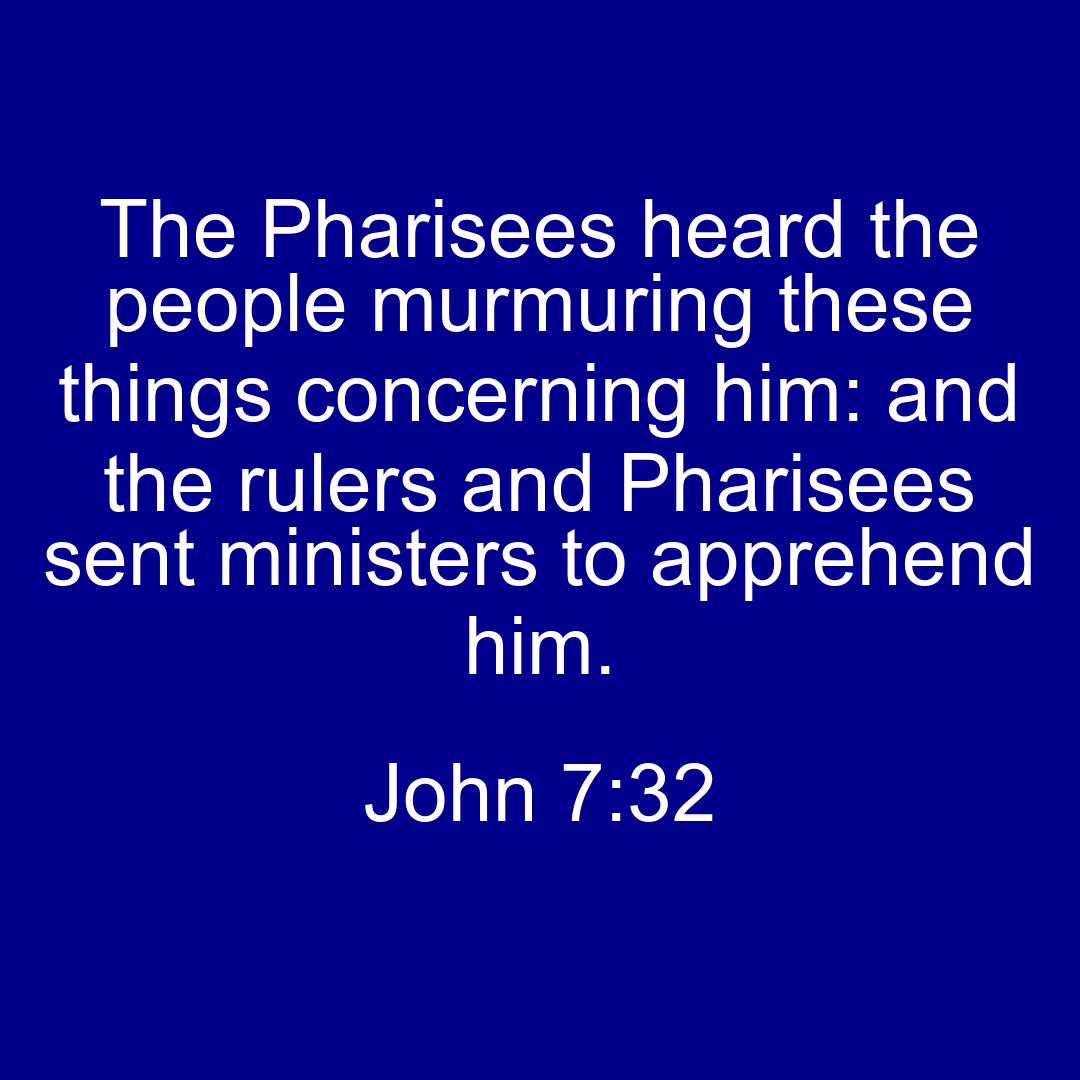 The Pharisees heard the
people murmuring these
things concerning him: and
the rulers and Pharisees
sent ministers to apprehend
him.
John 7:32